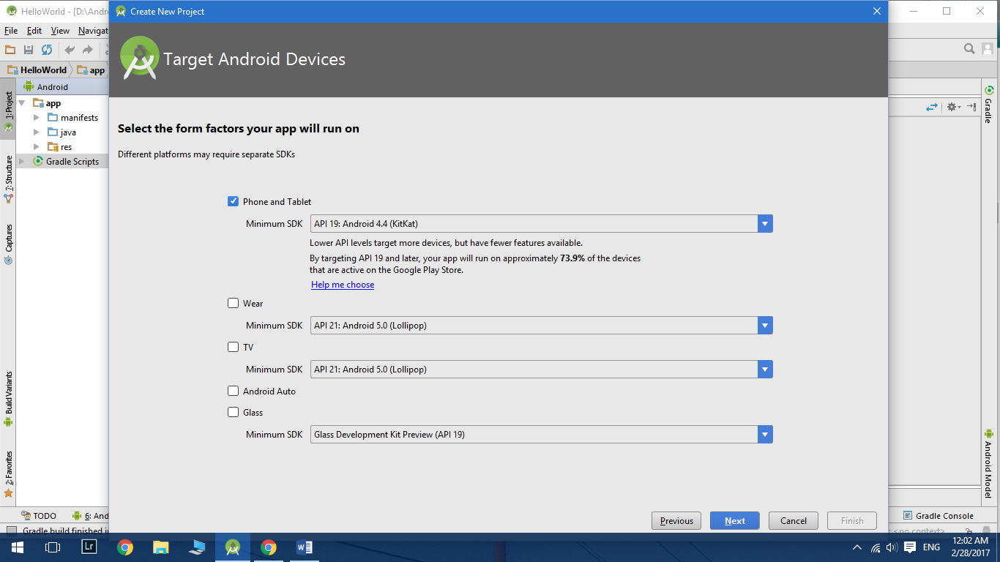 HelloWorld - [D:\Andr
Create New Project
File Edit View Navigat
Target Android Devices
HelloWorld app
Android
1: Project
app
manifests
java
res
Gradle Scripts
7: Structure
Captures
Build Variants
2: Favorites
Select the form factors your app will run on
Different platforms may require separate SDKs
Phone and Tablet
Minimum SDK API 19: Android 4.4 (KitKat)
Lower API levels target more devices, but have fewer features available.
By targeting API 19 and later, your app will run on approximately 73.9% of the devices
that are active on the Google Play Store.
Help me choose
Wear
Minimum SDK API 21: Android 5.0 (Lollipop)
TV
Minimum SDK API 21: Android 5.0 (Lollipop)
Android Auto
Glass
Minimum SDK Glass Development Kit Preview (API 19)
Previous Next Cancel Finish
Gradle
Android Model
TODO 6: And
Gradle Console
Gradle build finished i
: <no context>
Lr
W
ENG
12:02 AM
2/28/2017